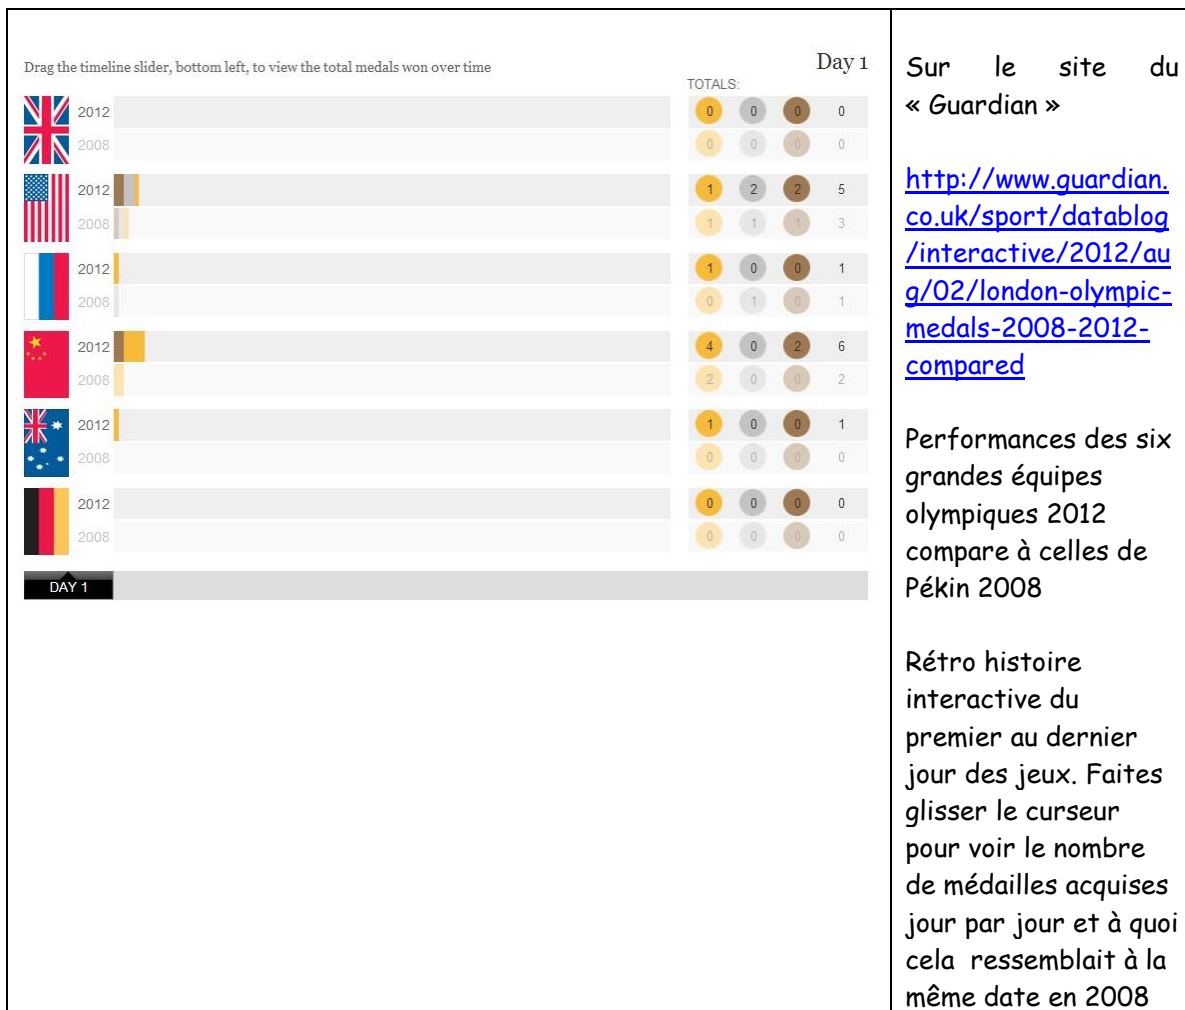 Drag the timeline slider, bottom left, to view the total medals won over time
Day 1
TOTALS:
2012 0 0 0 0
2008 0 0 0 0
2012 1 2 2 5
2008 1 1 1 3
2012 1 0 0 1
2008 0 1 0 1
2012 4 0 2 6
2008 2 0 0 2
2012 1 0 0 1
2008 0 0 0 0
2012 0 0 0 0
2008 0 0 0 0
DAY 1
Sur le site du
« Guardian »
http://www.guardian.
co.uk/sport/datablog
/interactive/2012/au
g/02/london-olympic-
medals-2008-2012-
compared
Performances des six
grandes équipes
olympiques 2012
compare à celles de
Pékin 2008
Rétro histoire
interactive du
premier au dernier
jour des jeux. Faites
glisser le curseur
pour voir le nombre
de médailles acquises
jour par jour et à quoi
cela ressemblait à la
même date en 2008